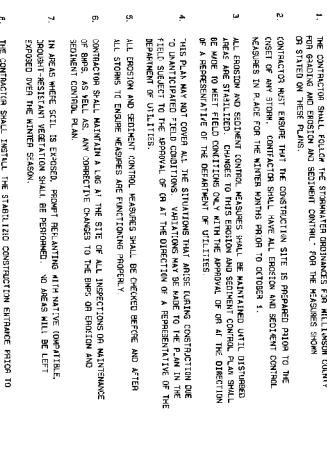 1. THE CONTRACTOR SHALL FOLLOW THE STORMWATER ORDINANCES FOR WILLIAMSON COUNTY
FOR GRADING AND EROSION AND SEDIMENT CONTROL" FOR THE MEASURES SHOWN
OR STATED ON THESE PLANS.
2. CONTRACTOR MUST ENSURE THAT THE CONSTRUCTION SITE IS PREPARED PRIOR TO THE
ONSET OF ANY STORM. CONTRACTOR SHALL HAVE ALL EROSION AND SEDIMENT CONTROL
MEASURES IN PLACE FOR THE WINTER MONTHS PRIOR TO OCTOBER 1.
3 ALL EROSION AND SEDIMENT CONTROL MEASURES SHALL BE MAINTAINED UNTIL DISTURBED
AREAS ARE STABILIZED. CHANGES TO THIS EROSION AND SEDIMENT CONTROL PLAN SHALL
BE MADE TO MEET FIELD CONDITIONS ONLY WITH THE APPROVAL OF OR AT THE DIRECTION
OF A REPRESENTATIVE OF THE DEPARTMENT OF UTILITIES
4. THIS PLAN MAY NOT COVER ALL THE SITUATIONS THAT ARISE DURING CONSTRUCTION DUE
TO UNANTICIPATED FIELD CONDITIONS. VARIATIONS MAY BE MADE TO THE PLAN IN THE
FIELD SUBJECT TO THE APPROVAL OF OR AT THE DIRECTION OF A REPRESENTATIVE OF THE
DEPARTMENT OF UTILITIES.
5. ALL EROSION AND SEDIMENT CONTROL MEASURES SHALL BE CHECKED BEFORE AND AFTER
ALL STORMS TO ENSURE MEASURES ARE FUNCTIONING PROPERLY.
6. CONTRACTOR SHALL MAINTAIN A LOG AT THE SITE OF ALL INSPECTIONS OR MAINTENANCE
OF BMPS, AS WELL AS, ANY CORRECTIVE CHANGES TO THE BMPS OR EROSION AND
SEDIMENT CONTROL PLAN.
7. IN AREAS WHERE SOIL IS EXPOSED, PROMPT REPLANTING WITH NATIVE COMPATIBLE,
DROUGHT-RESISTANT VEGETATION SHALL BE PERFORMED. NO AREAS WILL BE LEFT
EXPOSED OVER THE WINTER SEASON.
8. THE CONTRACTOR SHALL INSTALL THE STABILIZED CONSTRUCTION ENTRANCE PRIOR TO